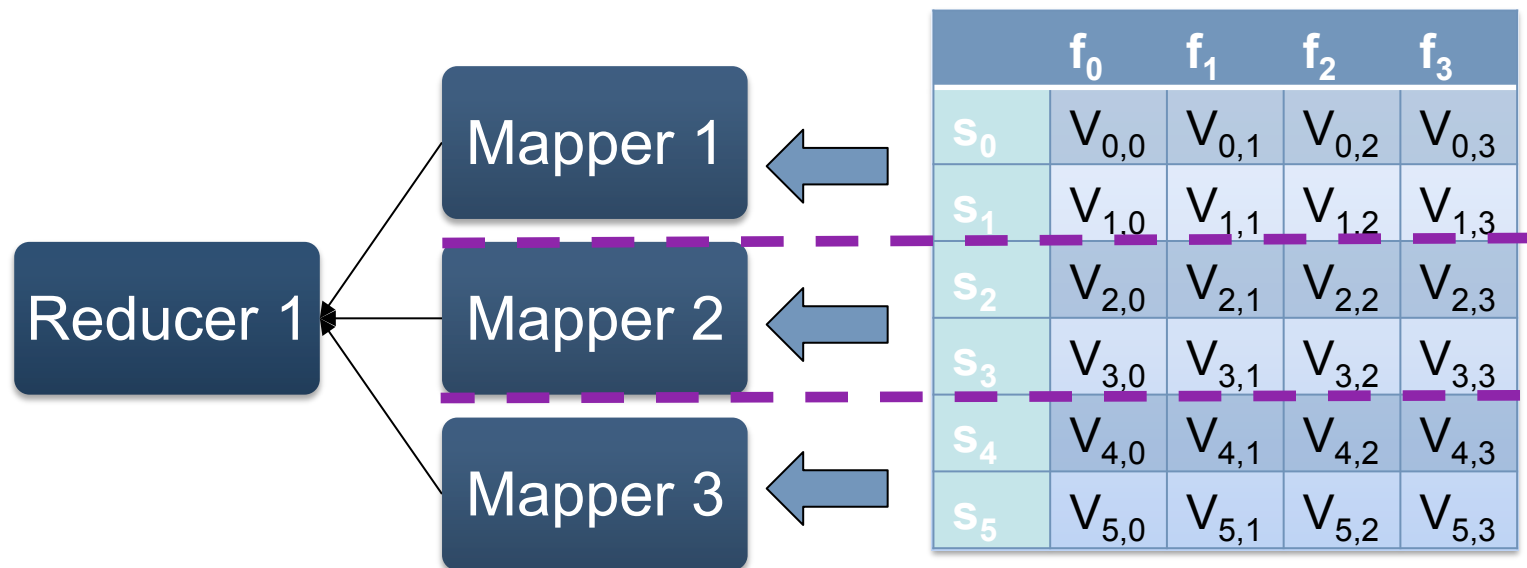 Mapper 1
Mapper 2
Mapper 3
Reducer 1
f₀ f₁ f₂ f₃
s₀ V₀,₀ V₀,₁ V₀,₂ V₀,₃
s₁ V₁,₀ V₁,₁ V₁,₂ V₁,₃
s₂ V₂,₀ V₂,₁ V₂,₂ V₂,₃
s₃ V₃,₀ V₃,₁ V₃,₂ V₃,₃
s₄ V₄,₀ V₄,₁ V₄,₂ V₄,₃
s₅ V₅,₀ V₅,₁ V₅,₂ V₅,₃